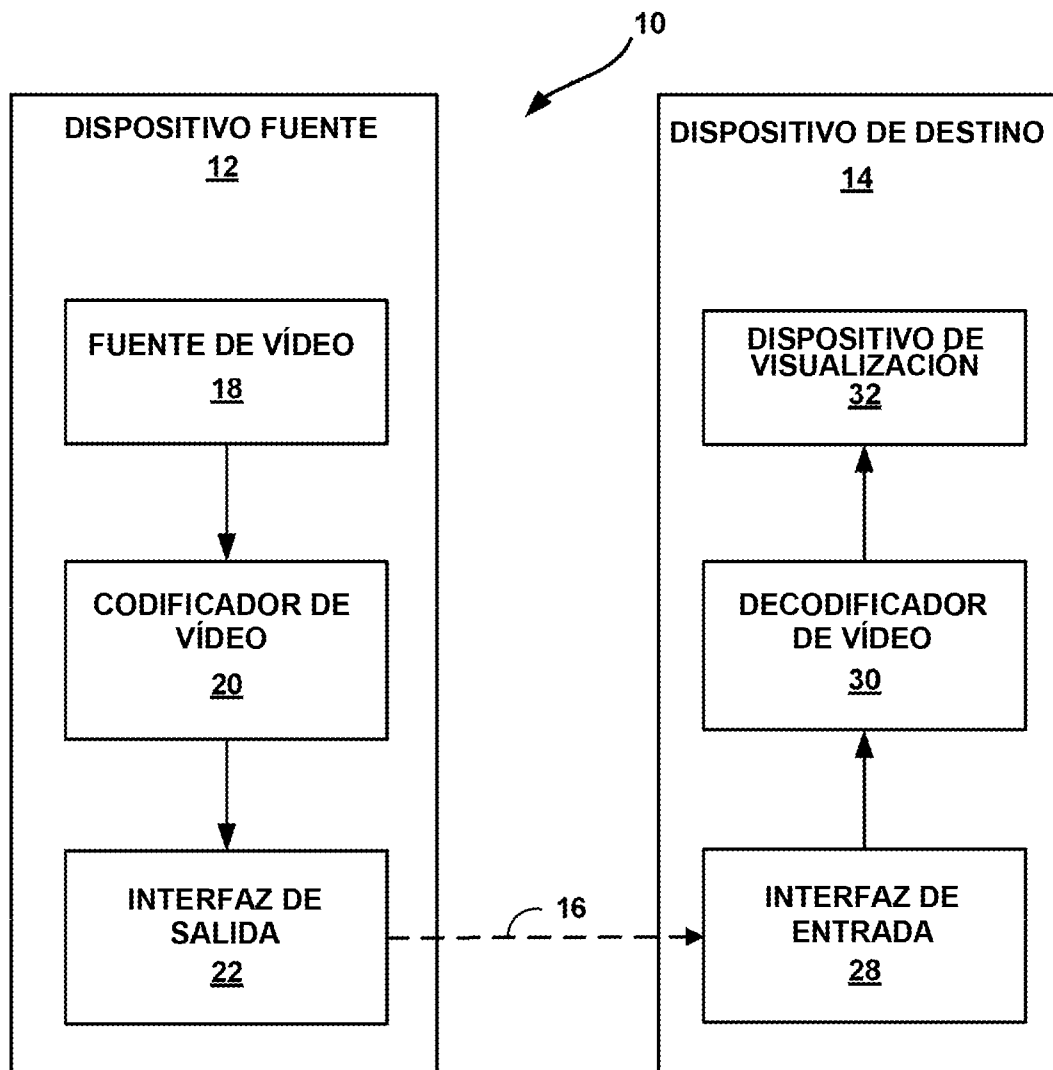 10
DISPOSITIVO FUENTE
12
FUENTE DE VÍDEO
18
CODIFICADOR DE
VÍDEO
20
INTERFAZ DE
SALIDA
22
16
DISPOSITIVO DE DESTINO
14
DISPOSITIVO DE
VISUALIZACIÓN
32
DECODIFICADOR
DE VÍDEO
30
INTERFAZ DE
ENTRADA
28